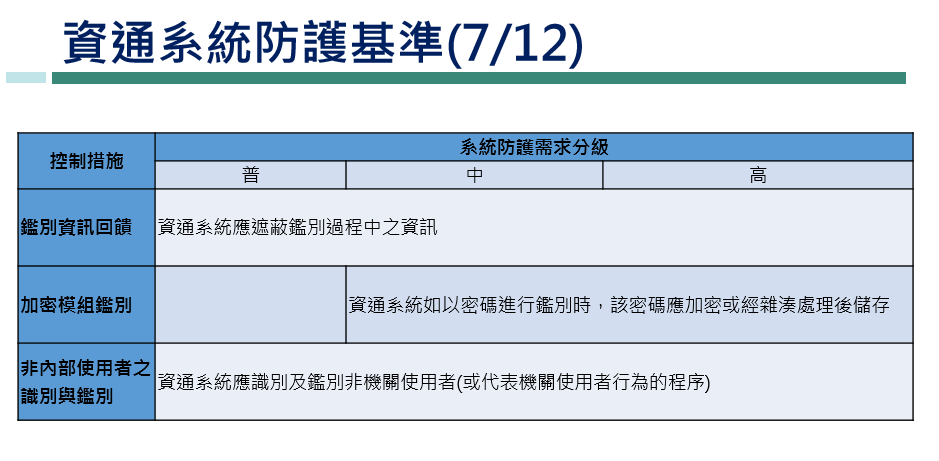 資通系統防護基準(7/12)
控制措施
系統防護需求分級
普
中
高
鑑別資訊回饋
資通系統應遮蔽鑑別過程中之資訊
加密模組鑑別
資通系統如以密碼進行鑑別時，該密碼應加密或經雜湊處理後儲存
非內部使用者之
識別與鑑別
資通系統應識別及鑑別非機關使用者(或代表機關使用者行為的程序)